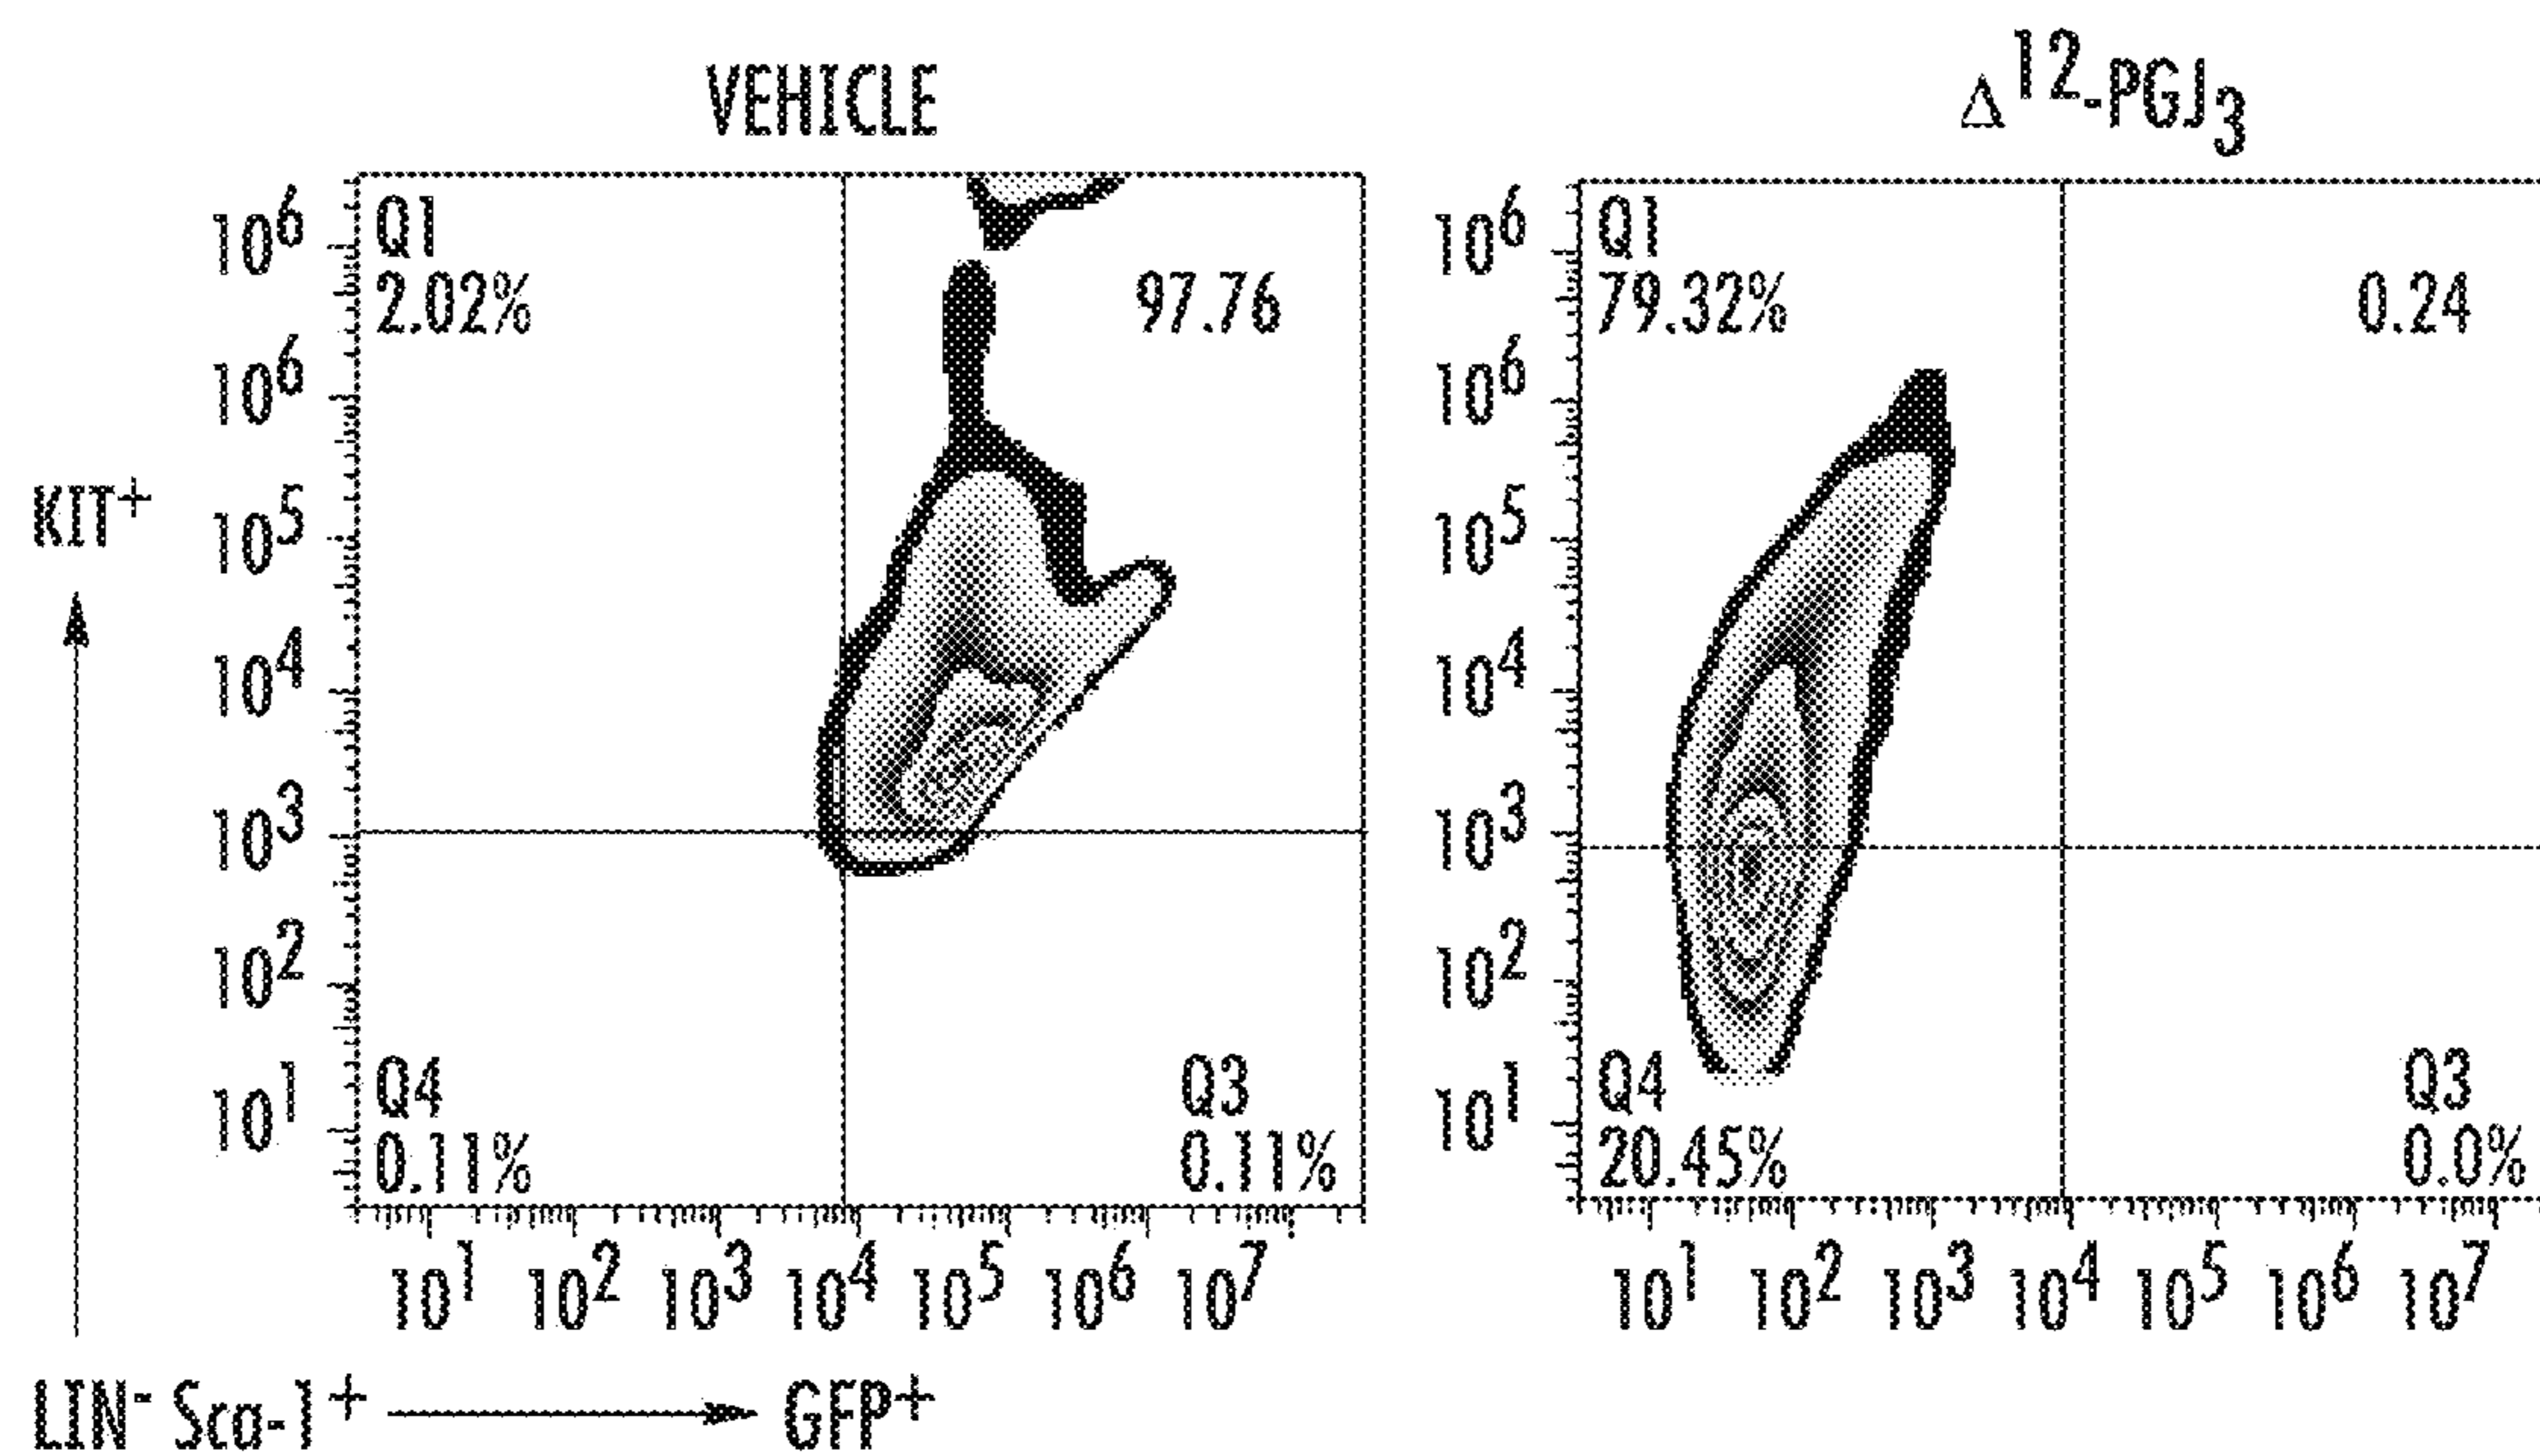 VEHICLE
Δ12-PGJ3
KIT+
10^6
10^6
10^5
10^4
10^3
10^2
10^1
Q1
2.02%
97.76
Q4
0.11%
Q3
0.11%
10^1 10^2 10^3 10^4 10^5 10^6 10^7
10^6
10^6
10^5
10^4
10^3
10^2
10^1
Q1
79.32%
0.24
Q4
20.45%
Q3
0.0%
10^1 10^2 10^3 10^4 10^5 10^6 10^7
LIN- Sca-1+ GFP+